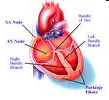 SA Node
Bundle
of His
AV Node
Left
Bundle
Branch
Right
Bundle
Branch
Purkinje
Fibers